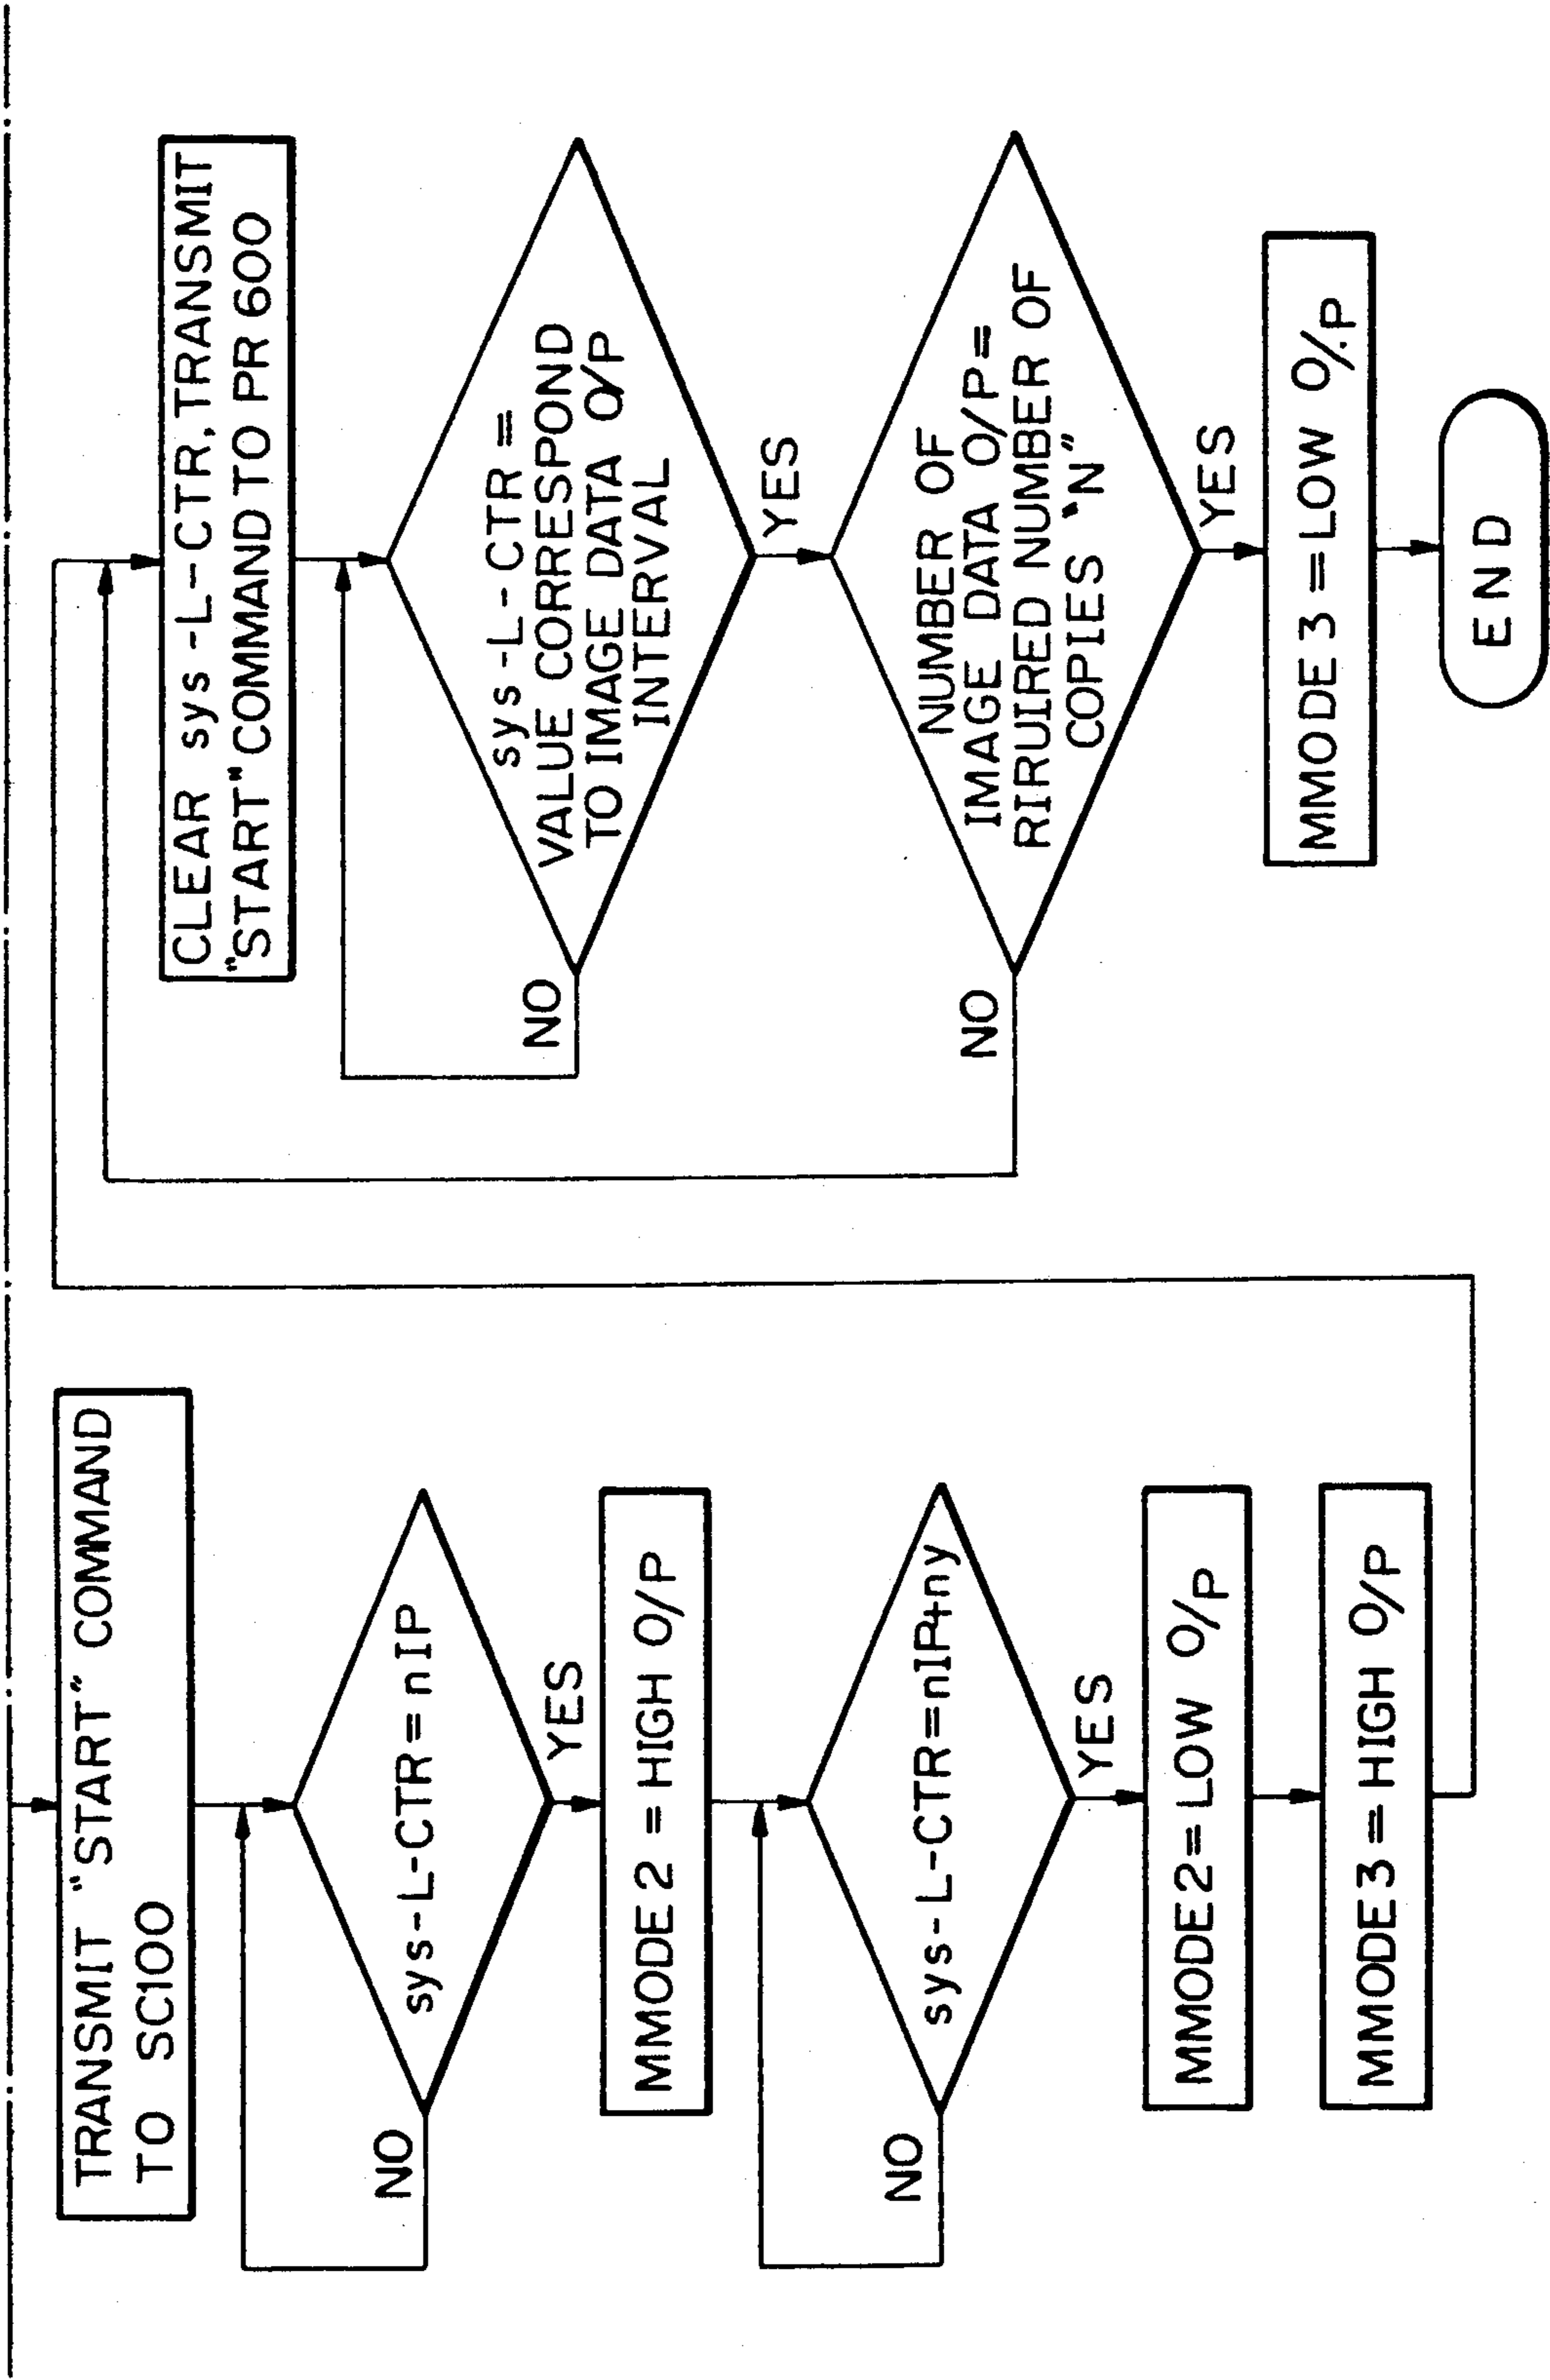 TRANSMIT "START" COMMAND
TO SC100
sys-L-CTR=nIP
NO
YES
MMODE 2 = HIGH O/P
sys-L-CTR=nIP+ny
NO
YES
MMODE2=LOW O/P
MMODE 3 = HIGH O/P
CLEAR sys-L-CTR,TRANSMIT
"START" COMMAND TO PR 600
sys-L-CTR =
VALUE CORRESPOND
TO IMAGE DATA O/P
INTERVAL
NO
YES
NUMBER OF
IMAGE DATA O/P=
RIRUIRED NUMBER OF
COPIES "N"
NO
YES
MMODE 3 = LOW O/P
END